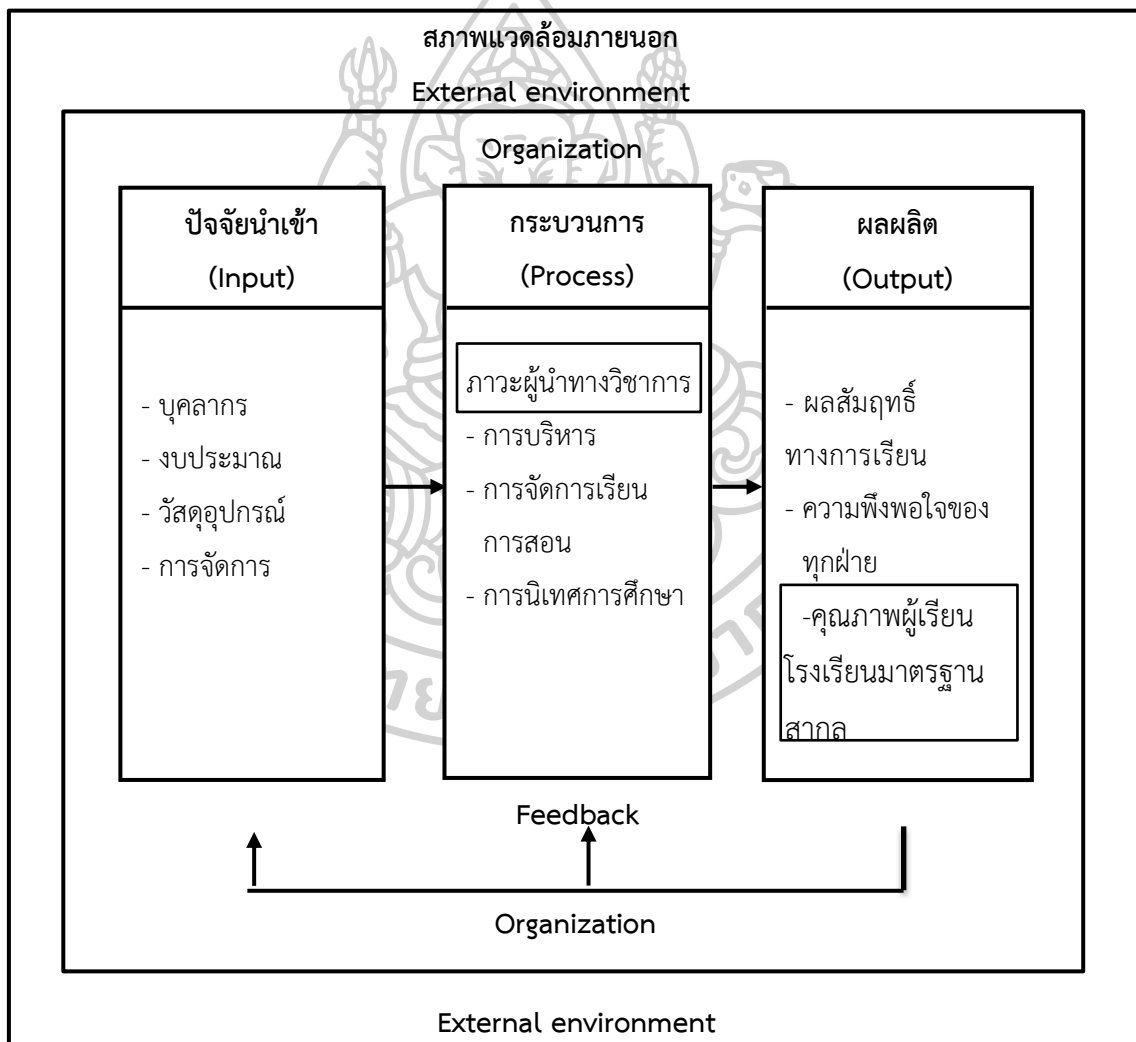 สภาพแวดล้อมภายนอก
External environment
Organization
ปัจจัยนำเข้า
(Input)
- บุคลากร
- งบประมาณ
- วัสดุอุปกรณ์
- การจัดการ
กระบวนการ
(Process)
ภาวะผู้นำทางวิชาการ
- การบริหาร
- การจัดการเรียน
การสอน
- การนิเทศการศึกษา
ผลผลิต
(Output)
- ผลสัมฤทธิ์
ทางการเรียน
- ความพึงพอใจของ
ทุกฝ่าย
-คุณภาพผู้เรียน
โรงเรียนมาตรฐาน
สากล
Feedback
Organization
External environment